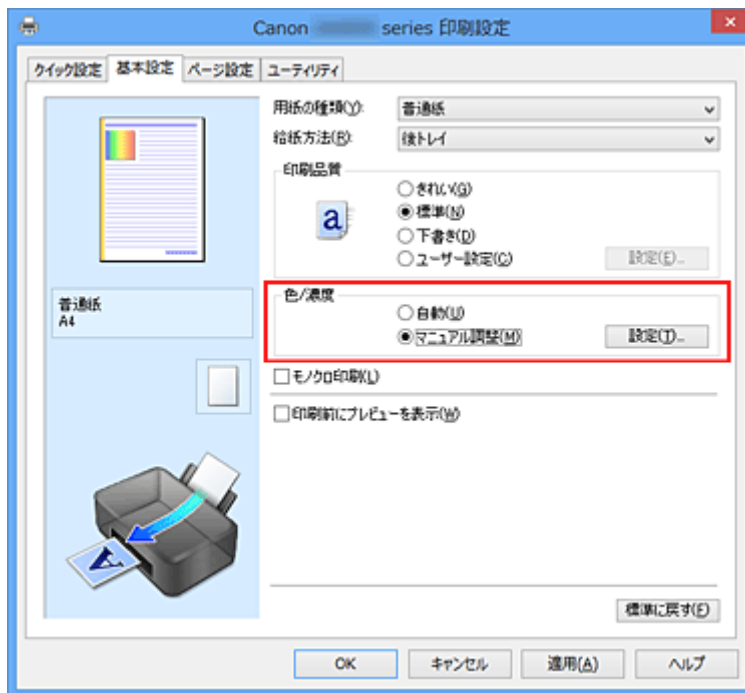 Canon series 印刷設定
クイック設定 基本設定 ページ設定 ユーティリティ
用紙の種類(Y): 普通紙
給紙方法(R): 後トレイ
印刷品質
きれい(G)
標準(N)
下書き(D)
ユーザー設定(C) 設定(E)...
色/濃度
自動(U)
マニュアル調整(M) 設定(T)...
モノクロ印刷(L)
印刷前にプレビューを表示(W)
普通紙
A4
標準に戻す(F)
OK キャンセル 適用(A) ヘルプ